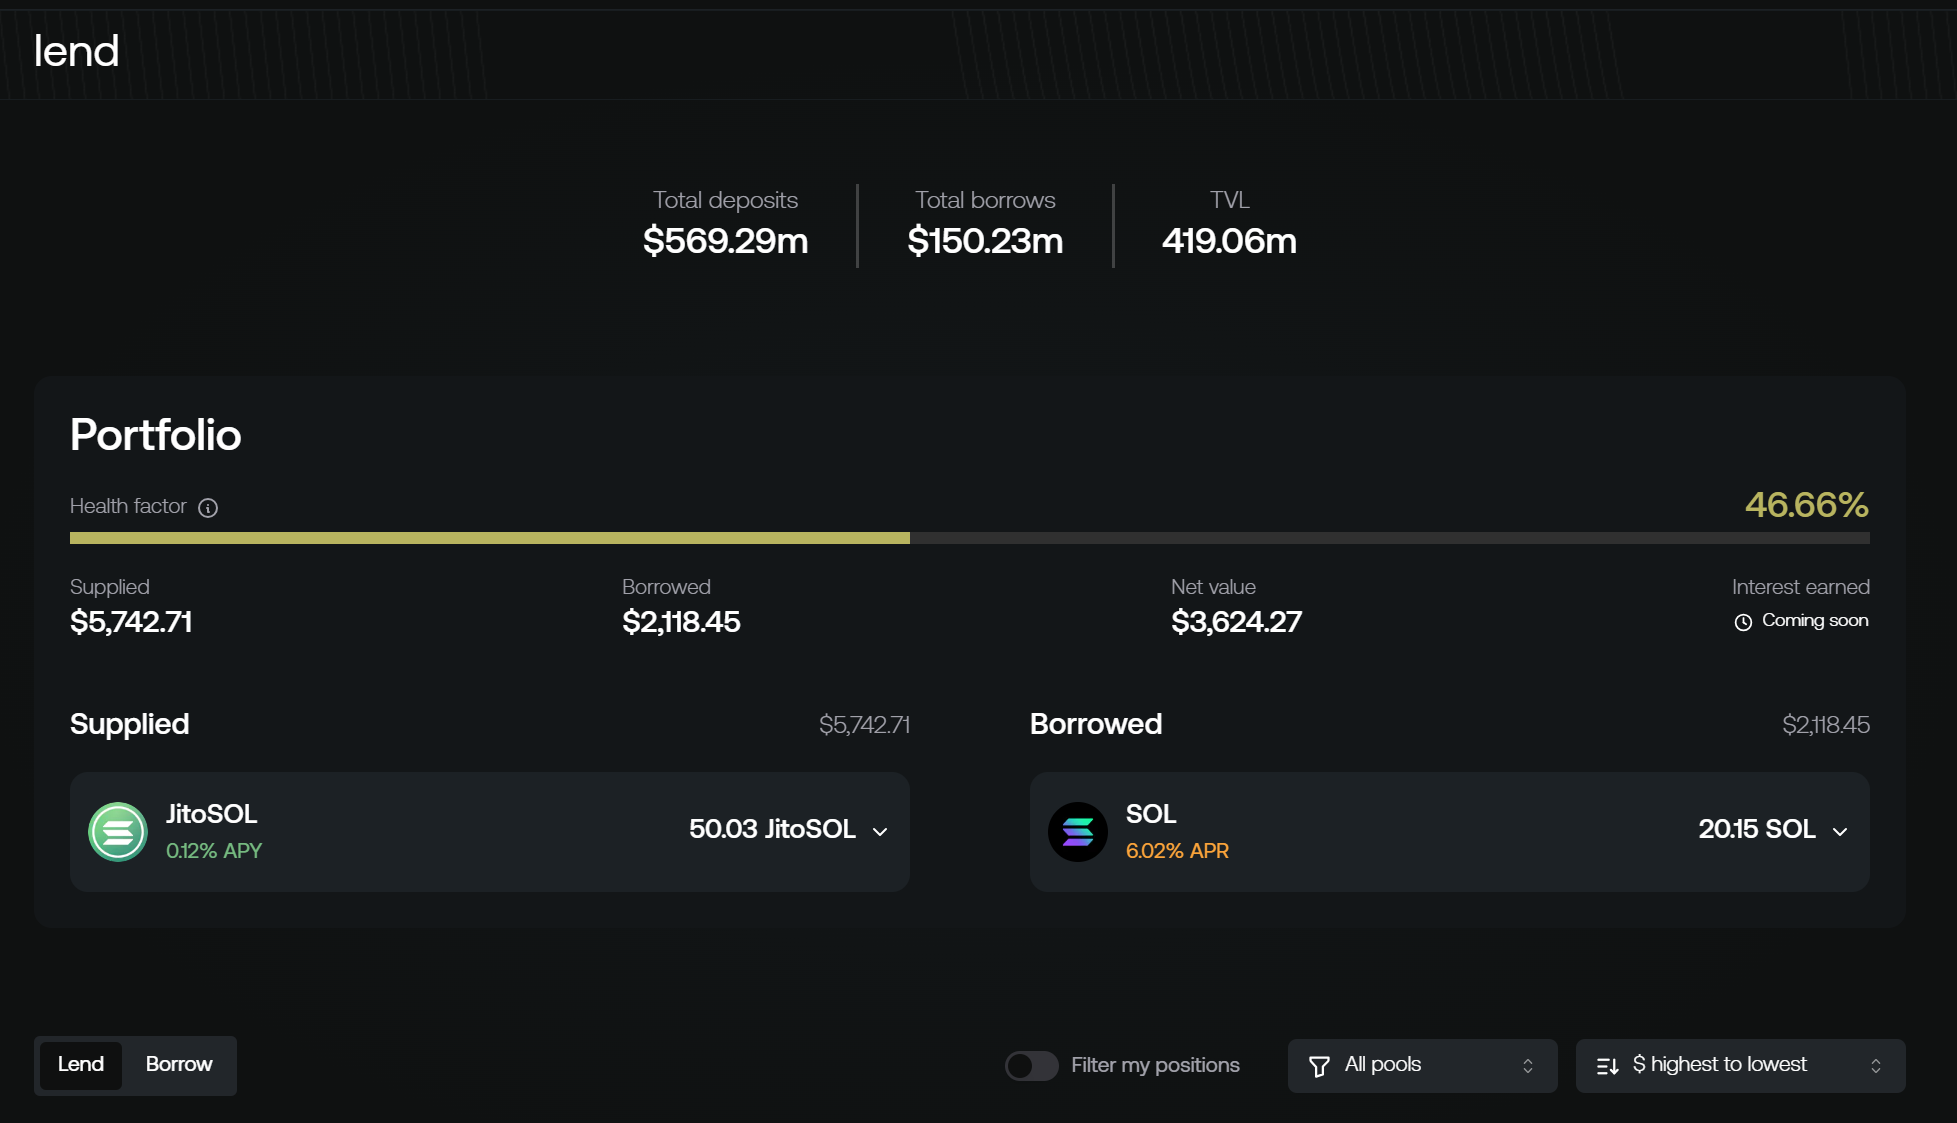 lend
Total deposits
$569.29m
Total borrows
$150.23m
TVL
419.06m
Portfolio
Health factor
46.66%
Supplied
$5,742.71
Borrowed
$2,118.45
Net value
$3,624.27
Interest earned
Coming soon
Supplied
$5,742.71
JitoSOL
0.12% APY
50.03 JitoSOL
Borrowed
$2,118.45
SOL
6.02% APR
20.15 SOL
Lend
Borrow
Filter my positions
All pools
$ highest to lowest